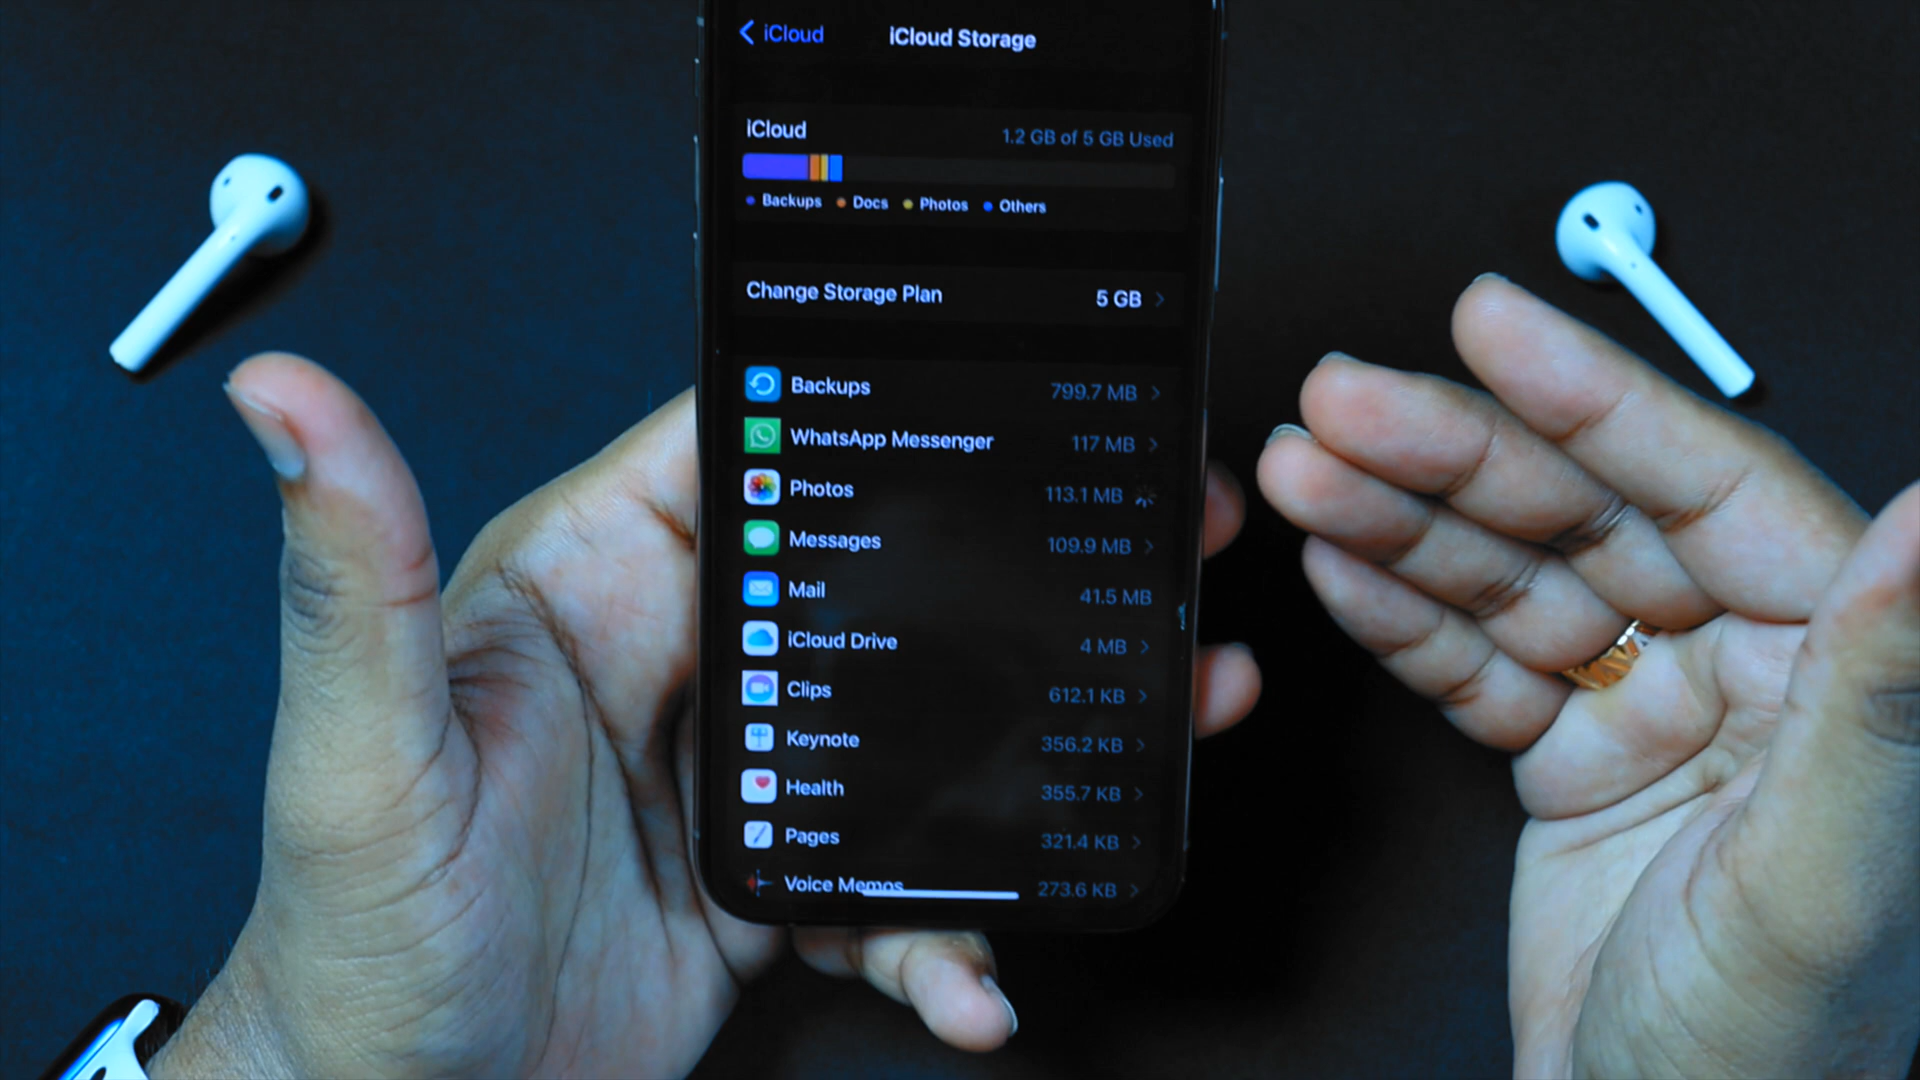 iCloud
iCloud Storage
iCloud 1.2 GB of 5 GB Used
Backups Docs Photos Others
Change Storage Plan 5 GB
Backups 799.7 MB
WhatsApp Messenger 117 MB
Photos 113.1 MB
Messages 109.9 MB
Mail 41.5 MB
iCloud Drive 4 MB
Clips 612.1 KB
Keynote 356.2 KB
Health 355.7 KB
Pages 321.4 KB
Voice Memos 273.6 KB